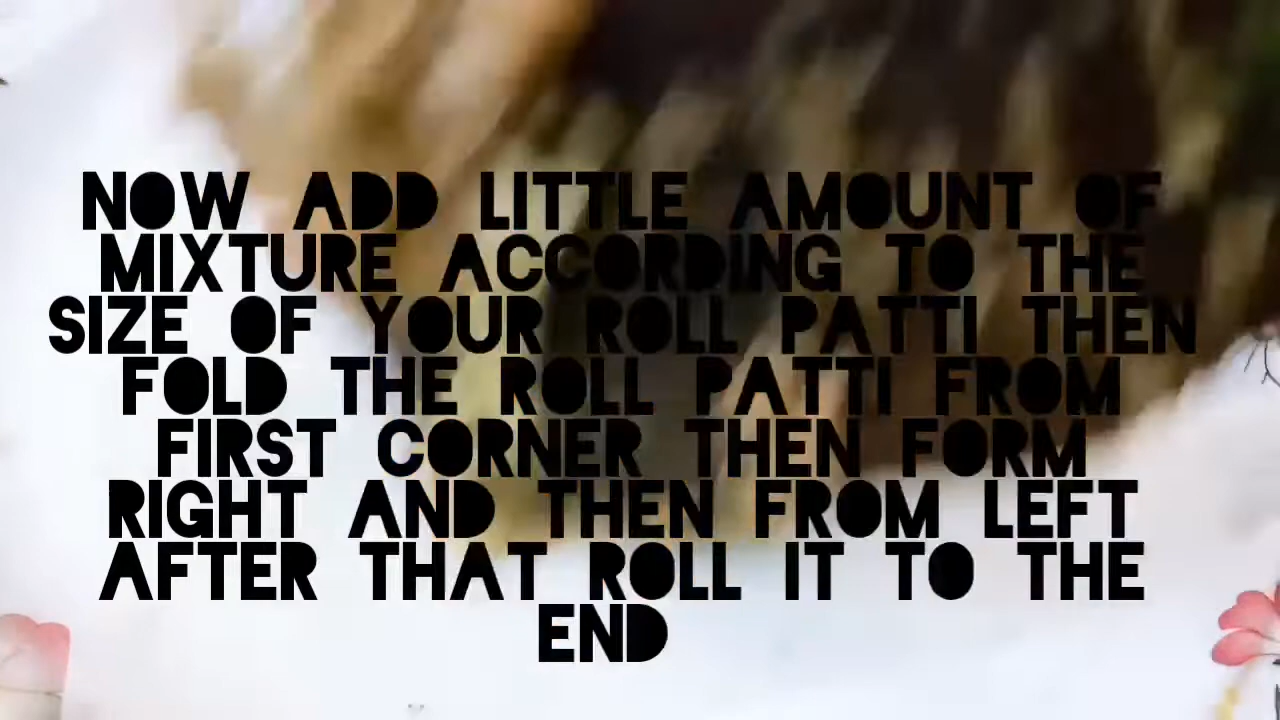 NOW ADD LITTLE AMOUNT OF
MIXTURE ACCORDING TO THE
SIZE OF YOUR ROLL PATTI THEN
FOLD THE ROLL PATTI FROM
FIRST CORNER THEN FORM
RIGHT AND THEN FROM LEFT
AFTER THAT ROLL IT TO THE
END